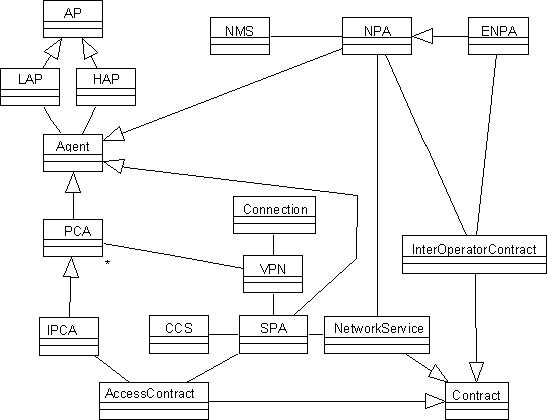 AP
NMS
NPA
ENPA
LAP
HAP
Agent
Connection
PCA
*
InterOperatorContract
VPN
IPCA
CCS
SPA
NetworkService
AccessContract
Contract